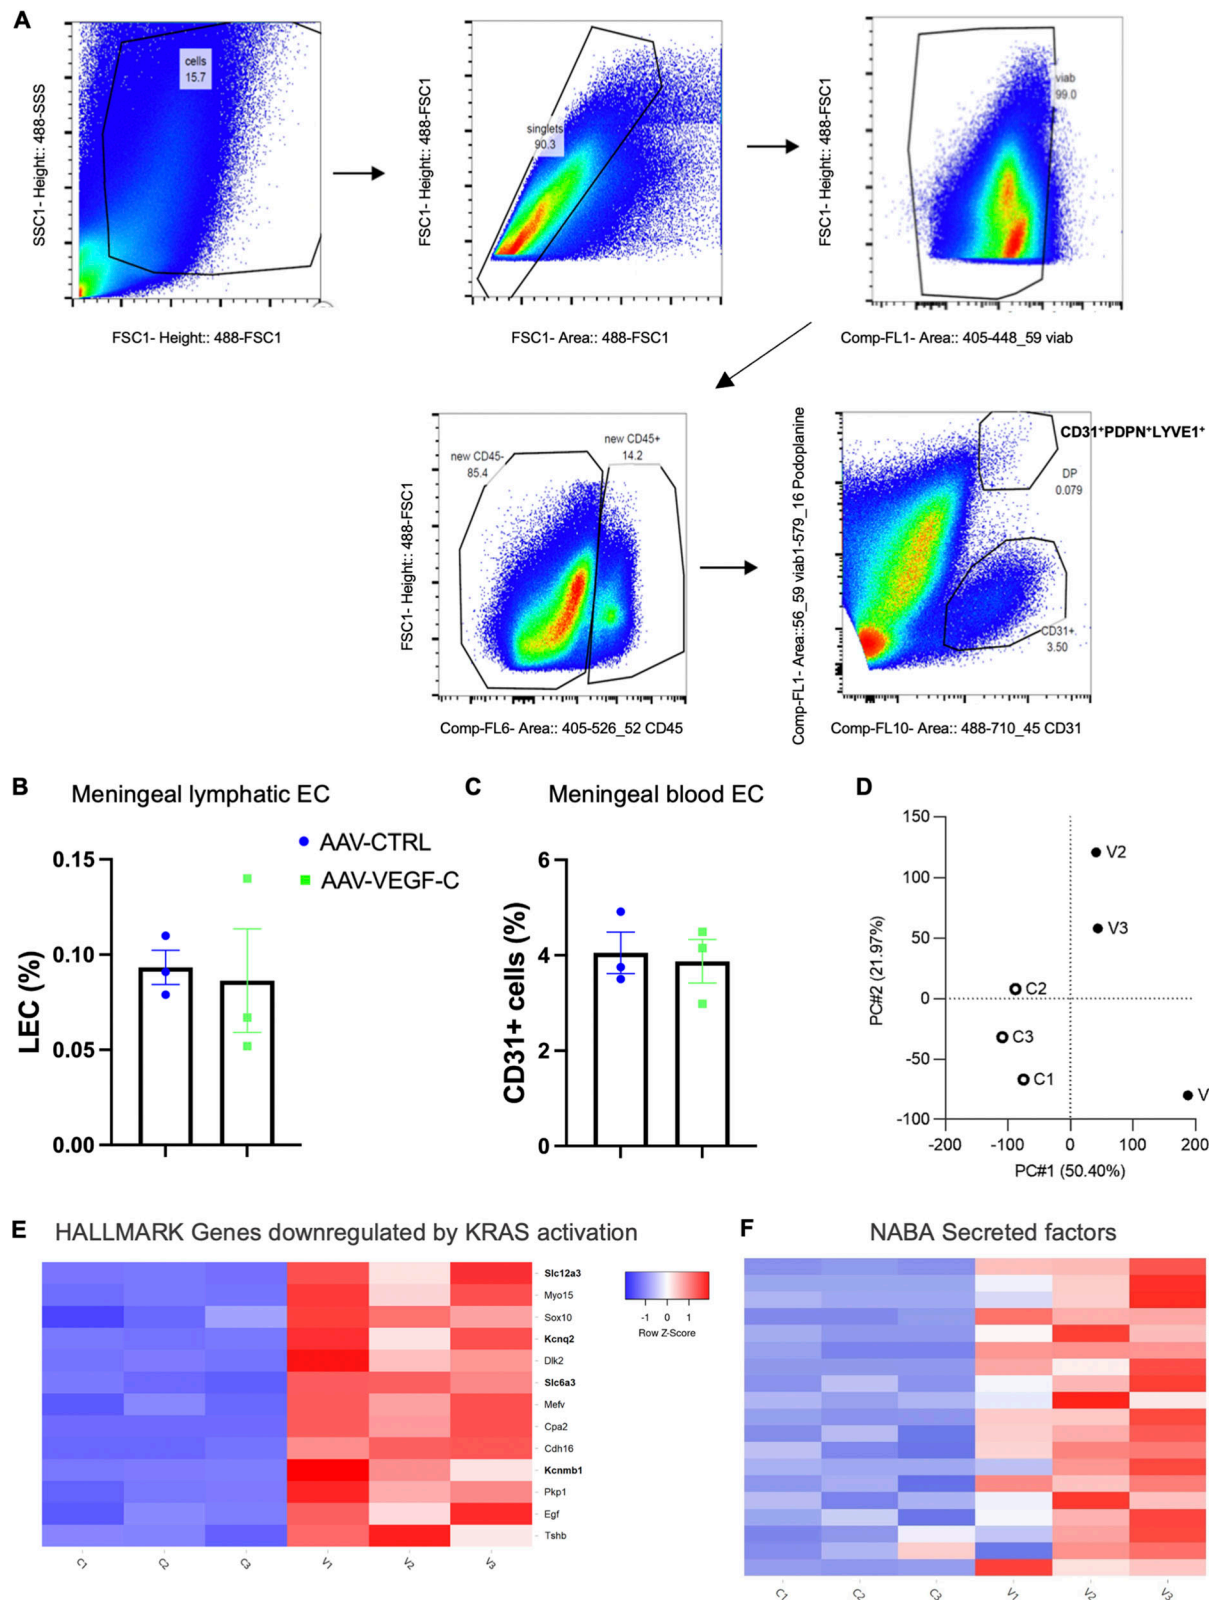 A
cells
15.7
SSC1- Height:: 488-SSS
FSC1- Height:: 488-FSC1
singlets
90.3
FSC1- Height:: 488-FSC1
FSC1- Area:: 488-FSC1
viab
99.0
FSC1- Height:: 488-FSC1
Comp-FL1- Area:: 405-448_59 viab
new CD45-
85.4
new CD45+
14.2
FSC1- Height:: 488-FSC1
Comp-FL6- Area:: 405-526_52 CD45
CD31+PDPN+LYVE1+
DP
0.079
CD31+
3.50
Comp-FL1- Area::56_59 viab1-579_16 Podoplanine
Comp-FL10- Area:: 488-710_45 CD31
B
Meningeal lymphatic EC
AAV-CTRL
AAV-VEGF-C
0.15
0.10
0.05
0.00
LEC (%)
C
Meningeal blood EC
6
4
2
0
CD31+ cells (%)
D
150
100
50
0
-50
-100
PC#2 (21.97%)
V2
V3
C2
C3
C1
V
-200
-100
0
100
200
PC#1 (50.40%)
E
HALLMARK Genes downregulated by KRAS activation
Slc12a3
Myo15
Sox10
Kcnq2
Dlk2
Slc6a3
Mefv
Cpa2
Cdh16
Kcnmb1
Pkp1
Egf
Tshb
C1
C2
C3
V1
V2
V3
-1 0 1
Row Z-Score
F
NABA Secreted factors
C1
C2
C3
V1
V2
V3